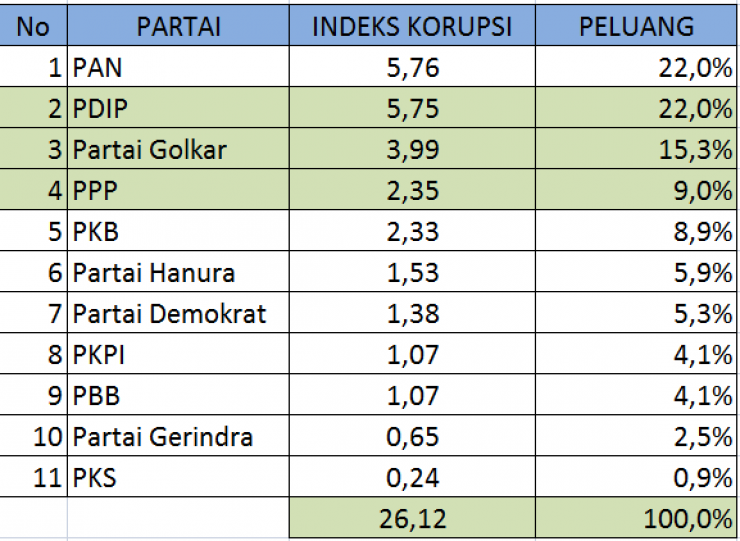 No PARTAI INDEKS KORUPSI PELUANG
1 PAN 5,76 22,0%
2 PDIP 5,75 22,0%
3 Partai Golkar 3,99 15,3%
4 PPP 2,35 9,0%
5 PKB 2,33 8,9%
6 Partai Hanura 1,53 5,9%
7 Partai Demokrat 1,38 5,3%
8 PKPI 1,07 4,1%
9 PBB 1,07 4,1%
10 Partai Gerindra 0,65 2,5%
11 PKS 0,24 0,9%
26,12 100,0%